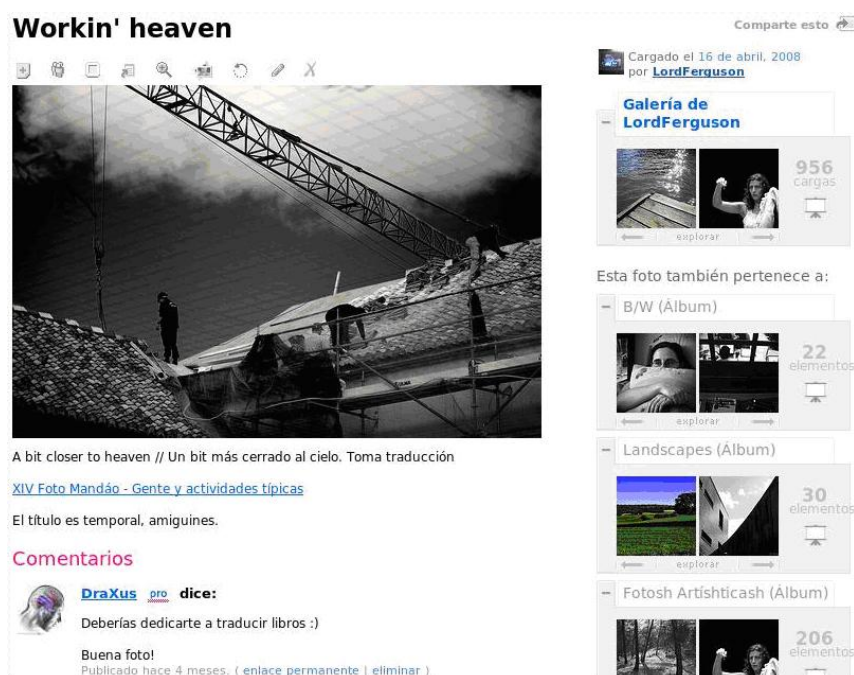 Workin' heaven
A bit closer to heaven // Un bit más cerrado al cielo. Toma traducción
XIV Foto Mandáo - Gente y actividades típicas
El título es temporal, amiguines.
Comentarios
DraXus pro dice:
Deberías dedicarte a traducir libros :)
Buena foto!
Publicado hace 4 meses. ( enlace permanente | eliminar )
Comparte esto
Cargado el 16 de abril, 2008
por LordFerguson
Galería de
LordFerguson
956
cargas
explorar
Esta foto también pertenece a:
B/W (Álbum)
22
elementos
explorar
Landscapes (Álbum)
30
elementos
explorar
Fotosh Artíshticash (Álbum)
206
elementos